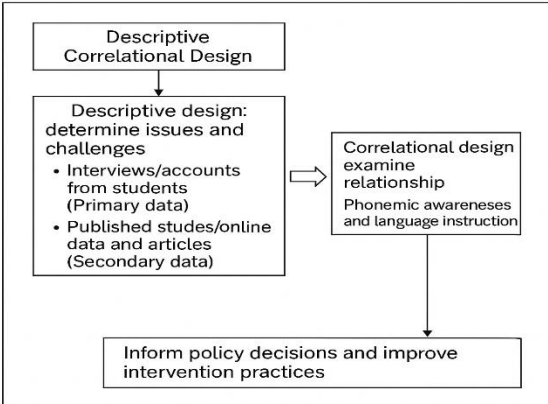 Descriptive
Correlational Design
Descriptive design:
determine issues and
challenges
• Interviews/accounts
from students
(Primary data)
• Published studes/online
data and articles
(Secondary data)
Correlational design
examine
relationship
Phonemic awareneses
and language instruction
Inform policy decisions and improve
intervention practices